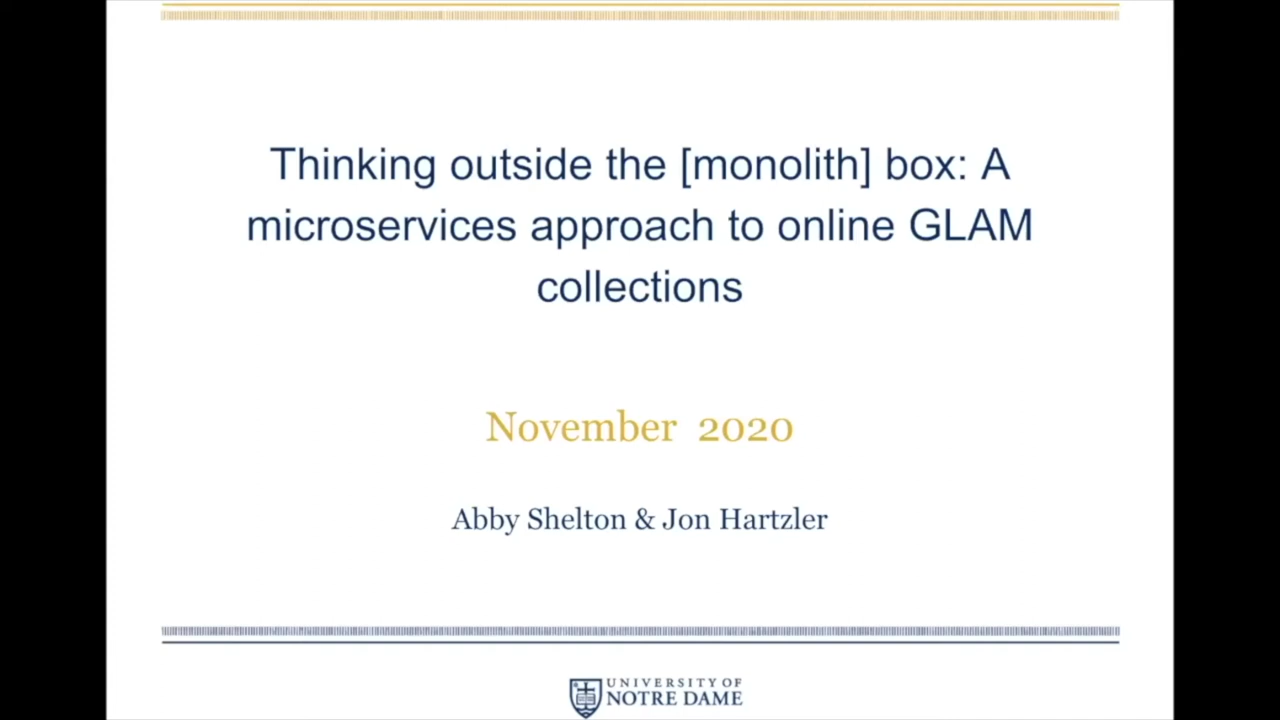 Thinking outside the [monolith] box: A
microservices approach to online GLAM
collections
November 2020
Abby Shelton & Jon Hartzler
UNIVERSITY OF
NOTRE DAME